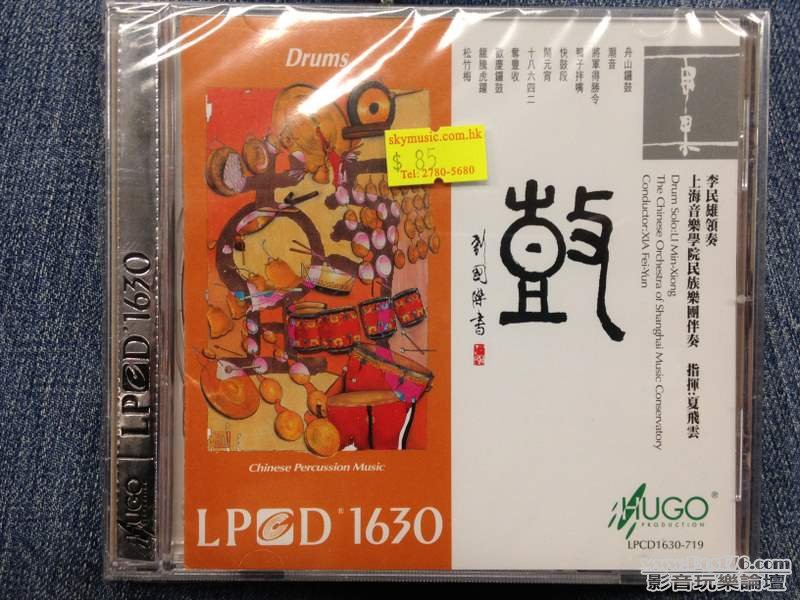 HUGO
LPCD 1630
Drums
skymusic.com.hk
$ 85
Tel: 2780-5680
Chinese Percussion Music
LPCD® 1630
舟山鑼鼓
潮音
將軍得勝令
鴨子拌嘴
快鼓段
鬧元宵
十八六四二
奪豐收
歡慶鑼鼓
龍騰虎躍
松竹梅
鼓
劉國傑書
李民雄領奏
上海音樂學院民族樂團伴奏 指揮:夏飛雲
Drum Solo:LI Min-Xiong
The Chinese Orchestra of Shanghai Music Conservatory
Conductor:XIA Fei-Yun
HUGO®
PRODUCTION
LPCD1630-719
影音玩樂論壇